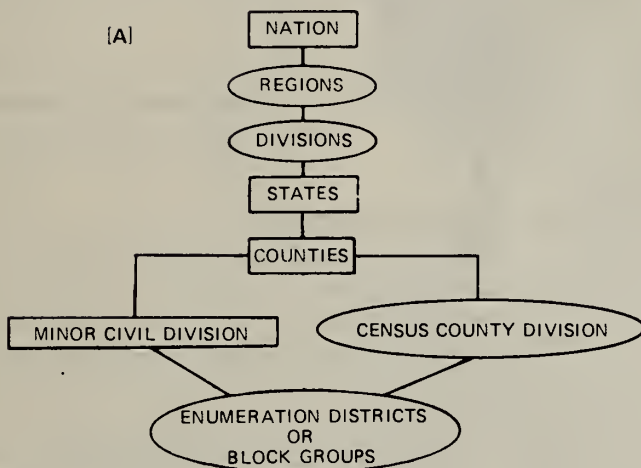 [A]
NATION
REGIONS
DIVISIONS
STATES
COUNTIES
MINOR CIVIL DIVISION
CENSUS COUNTY DIVISION
ENUMERATION DISTRICTS
OR
BLOCK GROUPS